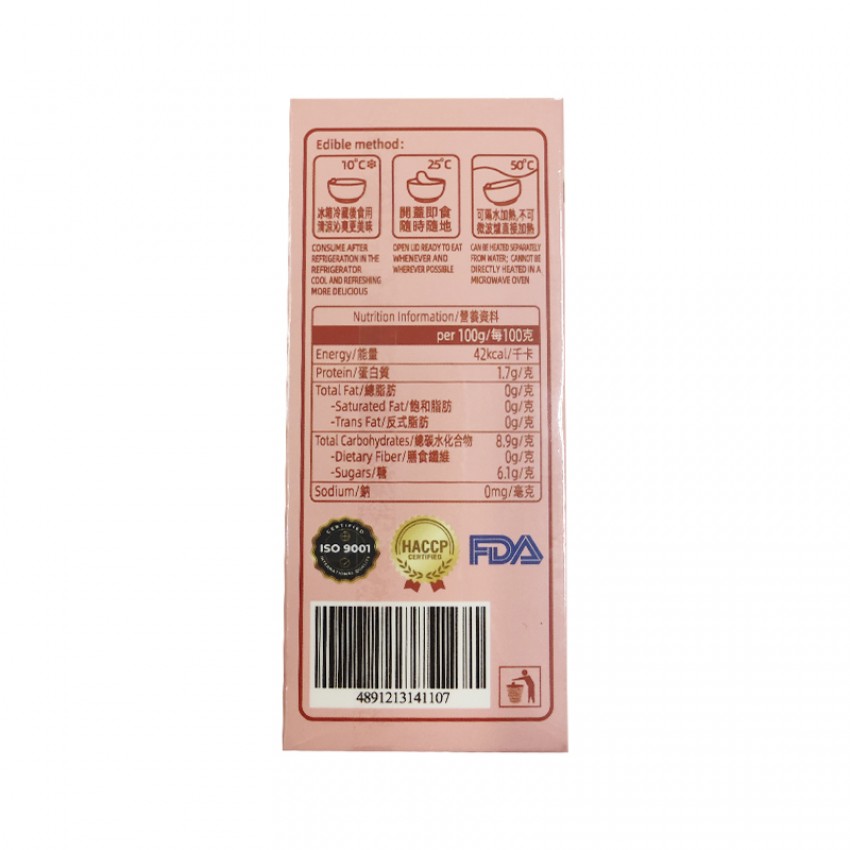 Edible method:
10℃❄
25℃
50℃
冰箱冷藏後食用
清涼沁爽更美味
開蓋即食
隨時隨地
可隔水加熱,不可
微波爐直接加熱
CONSUME AFTER
REFRIGERATION IN THE
REFRIGERATOR
COOL AND REFRESHING
MORE DELICIOUS
OPEN LID READY TO EAT
WHENEVER AND
WHEREVER POSSIBLE
CAN BE HEATED SEPARATELY
FROM WATER; CANNOT BE
DIRECTLY HEATED IN A
MICROWAVE OVEN
Nutrition Information/營養資料
per 100g/每100克
Energy/能量 42kcal/千卡
Protein/蛋白質 1.7g/克
Total Fat/總脂肪 0g/克
-Saturated Fat/飽和脂肪 0g/克
-Trans Fat/反式脂肪 0g/克
Total Carbohydrates/總碳水化合物 8.9g/克
-Dietary Fiber/膳食纖維 0g/克
-Sugars/糖 6.1g/克
Sodium/鈉 0mg/毫克
CERTIFIED
ISO 9001
INTERNATIONAL QUALITY
HACCP
CERTIFIED
FDA
4891213141107